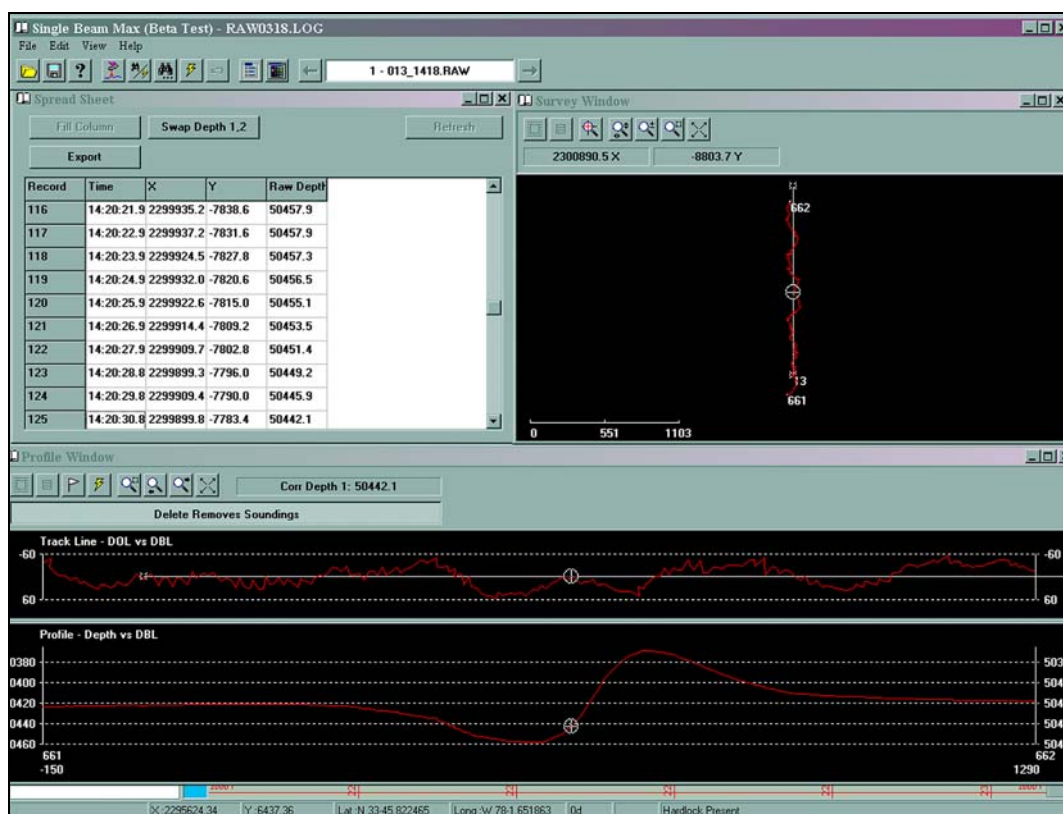 Single Beam Max (Beta Test) - RAW0318.LOG
File Edit View Help
1 - 013_1418.RAW
Spread Sheet
Fill Column Swap Depth 1,2 Refresh
Export
Record Time X Y Raw Depth
116 14:20:21.9 2299935.2 -7838.6 50457.9
117 14:20:22.9 2299937.2 -7831.6 50457.9
118 14:20:23.9 2299924.5 -7827.8 50457.3
119 14:20:24.9 2299932.0 -7820.6 50456.5
120 14:20:25.9 2299922.6 -7815.0 50455.1
121 14:20:26.9 2299914.4 -7809.2 50453.5
122 14:20:27.9 2299909.7 -7802.8 50451.4
123 14:20:28.8 2299899.3 -7796.0 50449.2
124 14:20:29.8 2299909.4 -7790.0 50445.9
125 14:20:30.8 2299899.8 -7783.4 50442.1
Survey Window
2300890.5 X -8803.7 Y
662
13
661
0 551 1103
Profile Window
Corr Depth 1: 50442.1
Delete Removes Soundings
Track Line - DOL vs DBL
-60 -60
60 60
Profile - Depth vs DBL
0380 503
0400 504
0420 504
0440 504
0460 504
661 662
-150 1290
X :2295624.34 Y :6437.36 Lat :N 33-45.822465 Long :W 78-1.651863 0d Hardlock Present